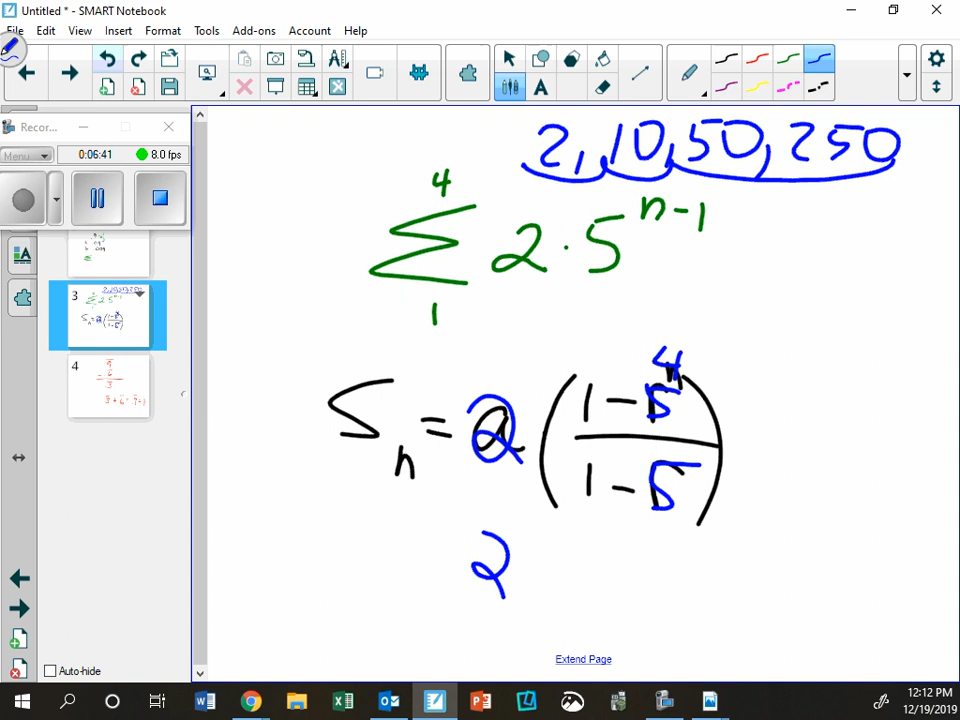 Untitled * - SMART Notebook
File Edit View Insert Format Tools Add-ons Account Help
Recor...
Menu
0:06:41 8.0 fps
3
4
Auto-hide
2, 10, 50, 250
4
∑ 2·5^(n-1)
1
S_n = 2 ( (1-5^4) / (1-5) )
2
Extend Page
12:12 PM
12/19/2019